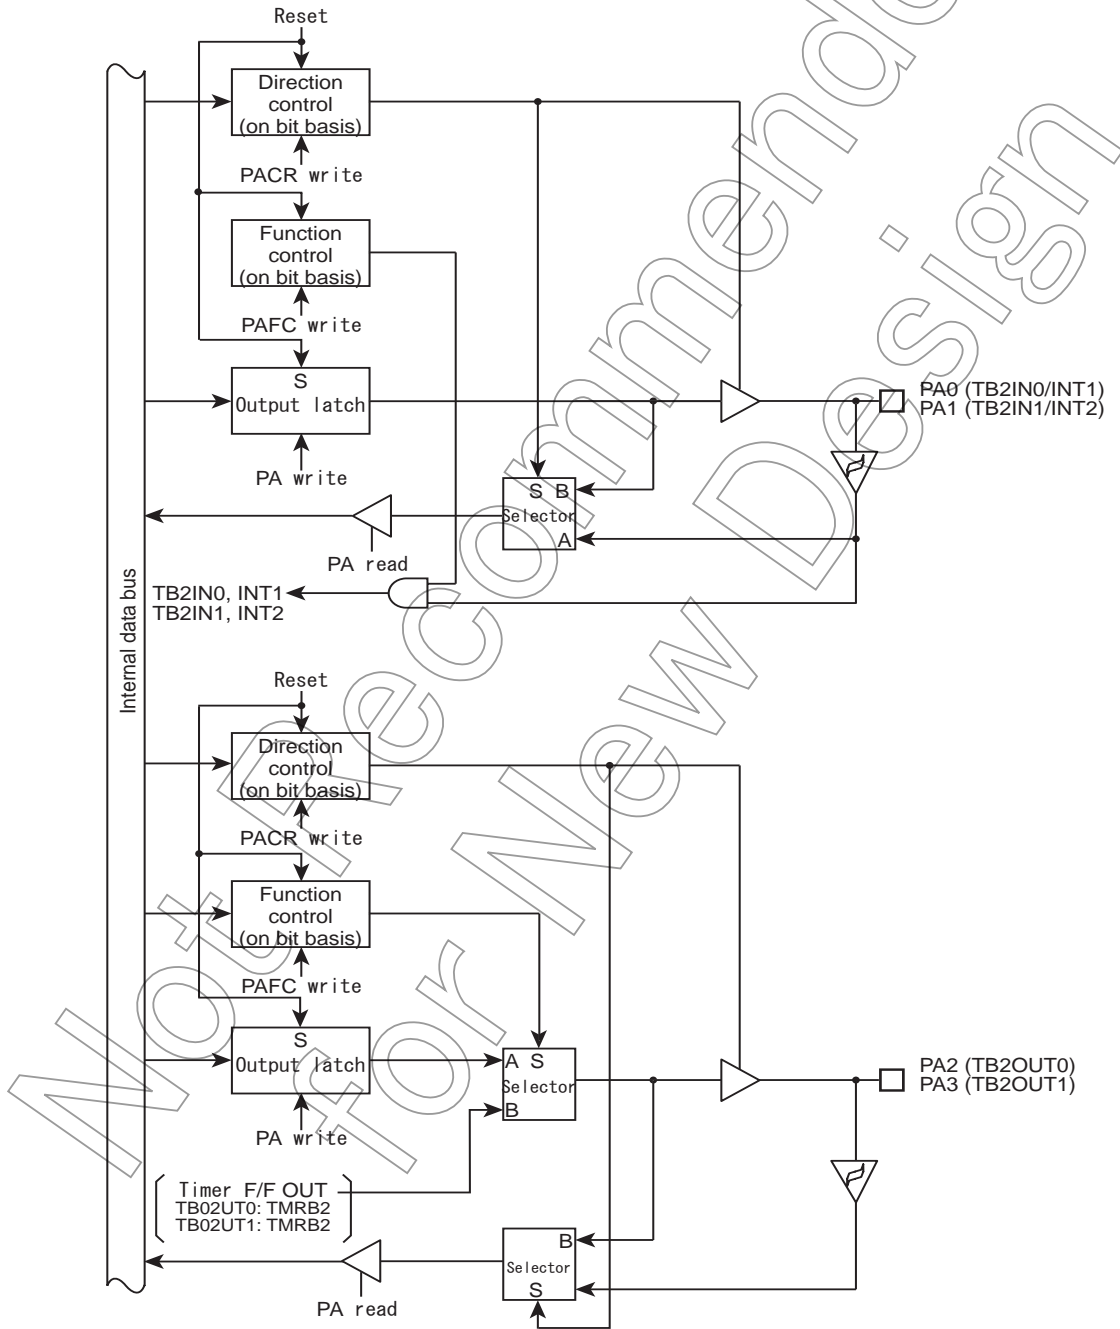 Reset
Direction
control
(on bit basis)
PACR write
Function
control
(on bit basis)
PAFC write
S
Output latch
PA write
PA0 (TB2IN0/INT1)
PA1 (TB2IN1/INT2)
S B
Selector
A
PA read
TB2IN0, INT1
TB2IN1, INT2
Internal data bus
Reset
Direction
control
(on bit basis)
PACR write
Function
control
(on bit basis)
PAFC write
S
Output latch
PA write
A S
Selector
B
PA2 (TB2OUT0)
PA3 (TB2OUT1)
Timer F/F OUT
TB02UT0: TMRB2
TB02UT1: TMRB2
B
Selector
S
PA read
Not Recommende
for New Design